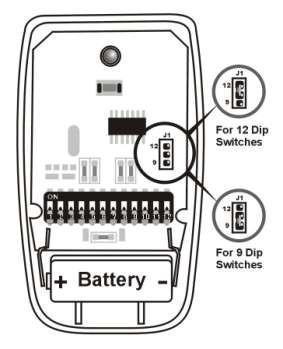 J1
12
9
For 12 Dip
Switches
J1
12
9
J1
12
9
For 9 Dip
Switches
ON
+ Battery -